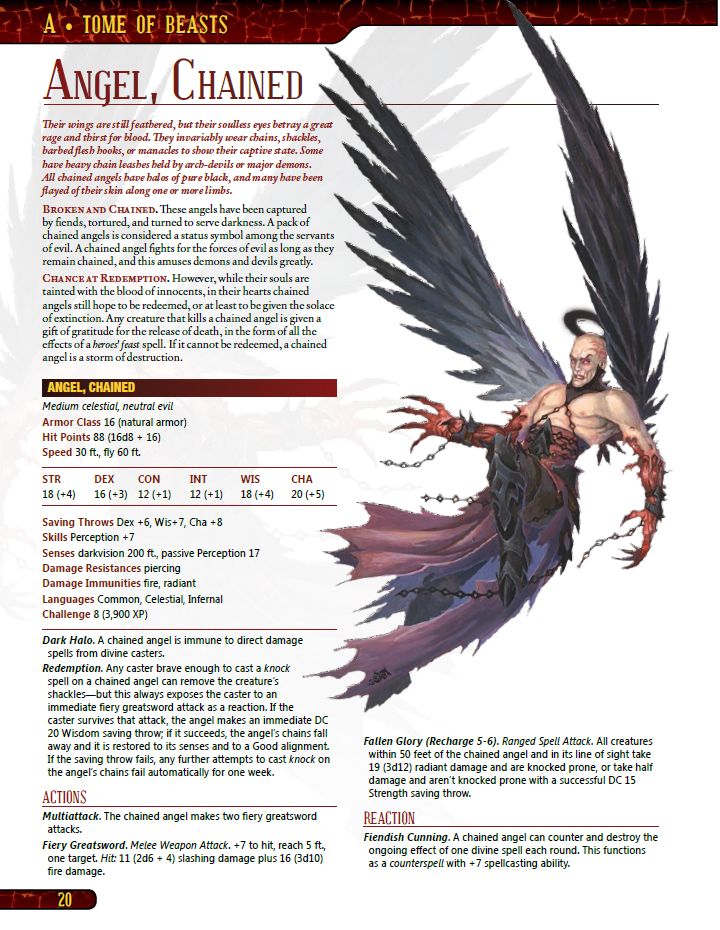 A • TOME OF BEASTS
ANGEL, CHAINED
Their wings are still feathered, but their soulless eyes betray a great
rage and thirst for blood. They invariably wear chains, shackles,
barbed flesh hooks, or manacles to show their captive state. Some
have heavy chain leashes held by arch-devils or major demons.
All chained angels have halos of pure black, and many have been
flayed of their skin along one or more limbs.
BROKEN AND CHAINED. These angels have been captured
by fiends, tortured, and turned to serve darkness. A pack of
chained angels is considered a status symbol among the servants
of evil. A chained angel fights for the forces of evil as long as they
remain chained, and this amuses demons and devils greatly.
CHANCE AT REDEMPTION. However, while their souls are
tainted with the blood of innocents, in their hearts chained
angels still hope to be redeemed, or at least to be given the solace
of extinction. Any creature that kills a chained angel is given a
gift of gratitude for the release of death, in the form of all the
effects of a heroes' feast spell. If it cannot be redeemed, a chained
angel is a storm of destruction.
ANGEL, CHAINED
Medium celestial, neutral evil
Armor Class 16 (natural armor)
Hit Points 88 (16d8 + 16)
Speed 30 ft., fly 60 ft.
STR DEX CON INT WIS CHA
18 (+4) 16 (+3) 12 (+1) 12 (+1) 18 (+4) 20 (+5)
Saving Throws Dex +6, Wis+7, Cha +8
Skills Perception +7
Senses darkvision 200 ft., passive Perception 17
Damage Resistances piercing
Damage Immunities fire, radiant
Languages Common, Celestial, Infernal
Challenge 8 (3,900 XP)
Dark Halo. A chained angel is immune to direct damage
spells from divine casters.
Redemption. Any caster brave enough to cast a knock
spell on a chained angel can remove the creature's
shackles—but this always exposes the caster to an
immediate fiery greatsword attack as a reaction. If the
caster survives that attack, the angel makes an immediate DC
20 Wisdom saving throw; if it succeeds, the angel's chains fall
away and it is restored to its senses and to a Good alignment.
If the saving throw fails, any further attempts to cast knock on
the angel's chains fail automatically for one week.
ACTIONS
Multiattack. The chained angel makes two fiery greatsword
attacks.
Fiery Greatsword. Melee Weapon Attack. +7 to hit, reach 5 ft.,
one target. Hit: 11 (2d6 + 4) slashing damage plus 16 (3d10)
fire damage.
Fallen Glory (Recharge 5-6). Ranged Spell Attack. All creatures
within 50 feet of the chained angel and in its line of sight take
19 (3d12) radiant damage and are knocked prone, or take half
damage and aren't knocked prone with a successful DC 15
Strength saving throw.
REACTION
Fiendish Cunning. A chained angel can counter and destroy the
ongoing effect of one divine spell each round. This functions
as a counterspell with +7 spellcasting ability.
20